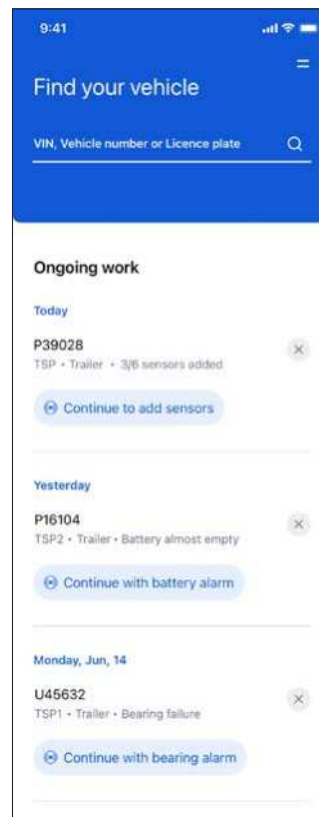 9:41
Find your vehicle
VIN, Vehicle number or Licence plate
Ongoing work
Today
P39028
TSP • Trailer • 3/6 sensors added
Continue to add sensors
Yesterday
P16104
TSP2 • Trailer • Battery almost empty
Continue with battery alarm
Monday, Jun, 14
U45632
TSP1 • Trailer • Bearing failure
Continue with bearing alarm